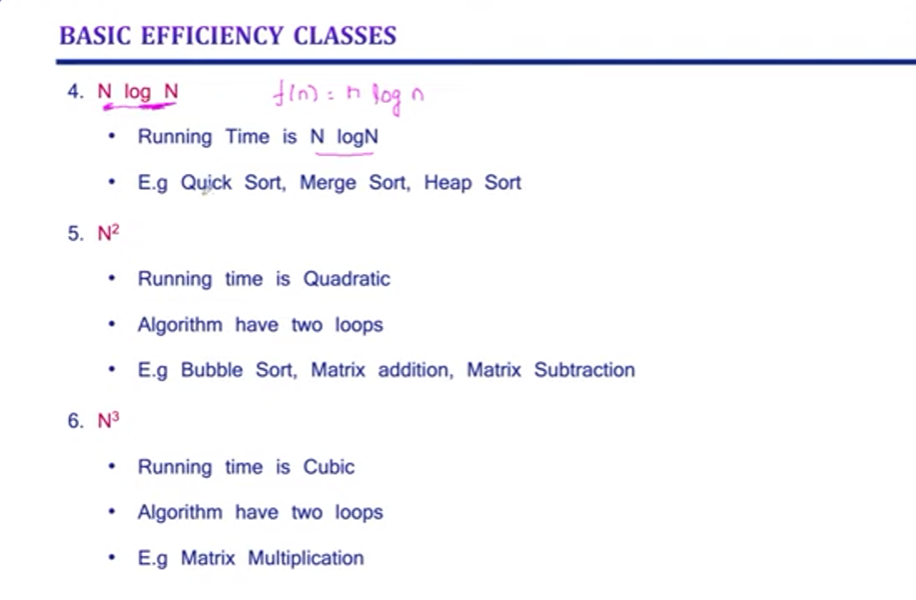 BASIC EFFICIENCY CLASSES
4. N log N f(n) = n log n
• Running Time is N logN
• E.g Quick Sort, Merge Sort, Heap Sort
5. N²
• Running time is Quadratic
• Algorithm have two loops
• E.g Bubble Sort, Matrix addition, Matrix Subtraction
6. N³
• Running time is Cubic
• Algorithm have two loops
• E.g Matrix Multiplication